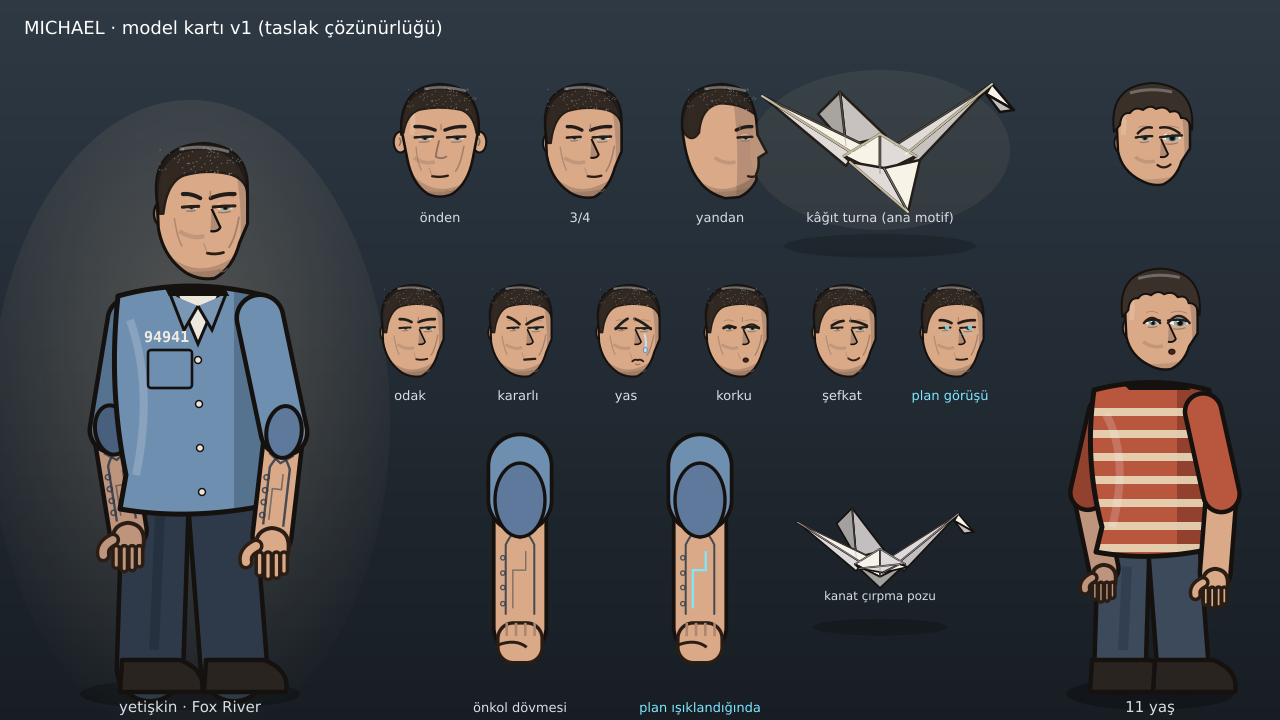 MICHAEL · model kartı v1 (taslak çözünürlüğü)
önden
3/4
yandan
kâğıt turna (ana motif)
94941
odak
kararlı
yas
korku
şefkat
plan görüşü
kanat çırpma pozu
yetişkin · Fox River
önkol dövmesi
plan ışıklandığında
11 yaş